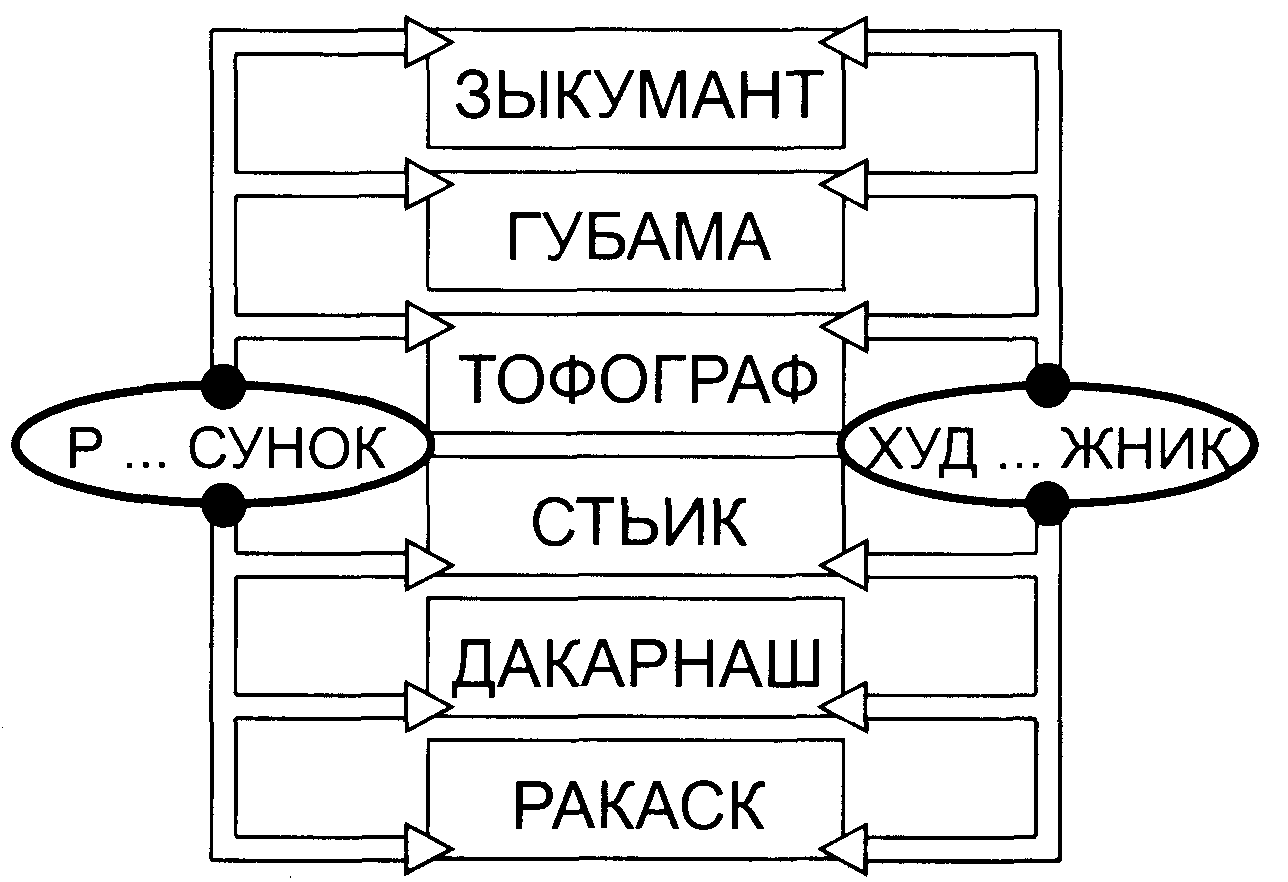 ЗЫКУМАНТ
ГУБАМА
ТОФОГРАФ
Р ... СУНОК
ХУД ... ЖНИК
СТЬИК
ДАКАРНАШ
РАКАСК